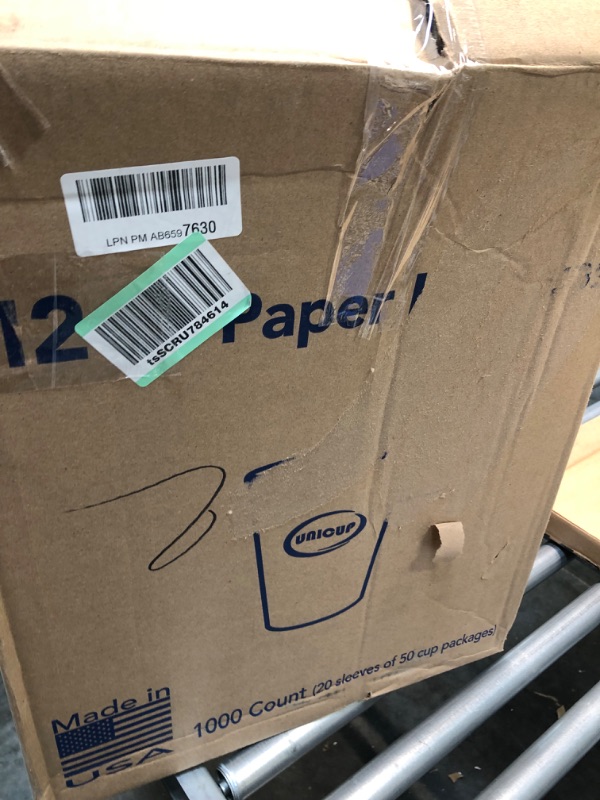 LPN PM AB6597630
tsSCRU784614
12 Paper
UNICUP
Made in
USA
1000 Count (20 sleeves of 50 cup packages)